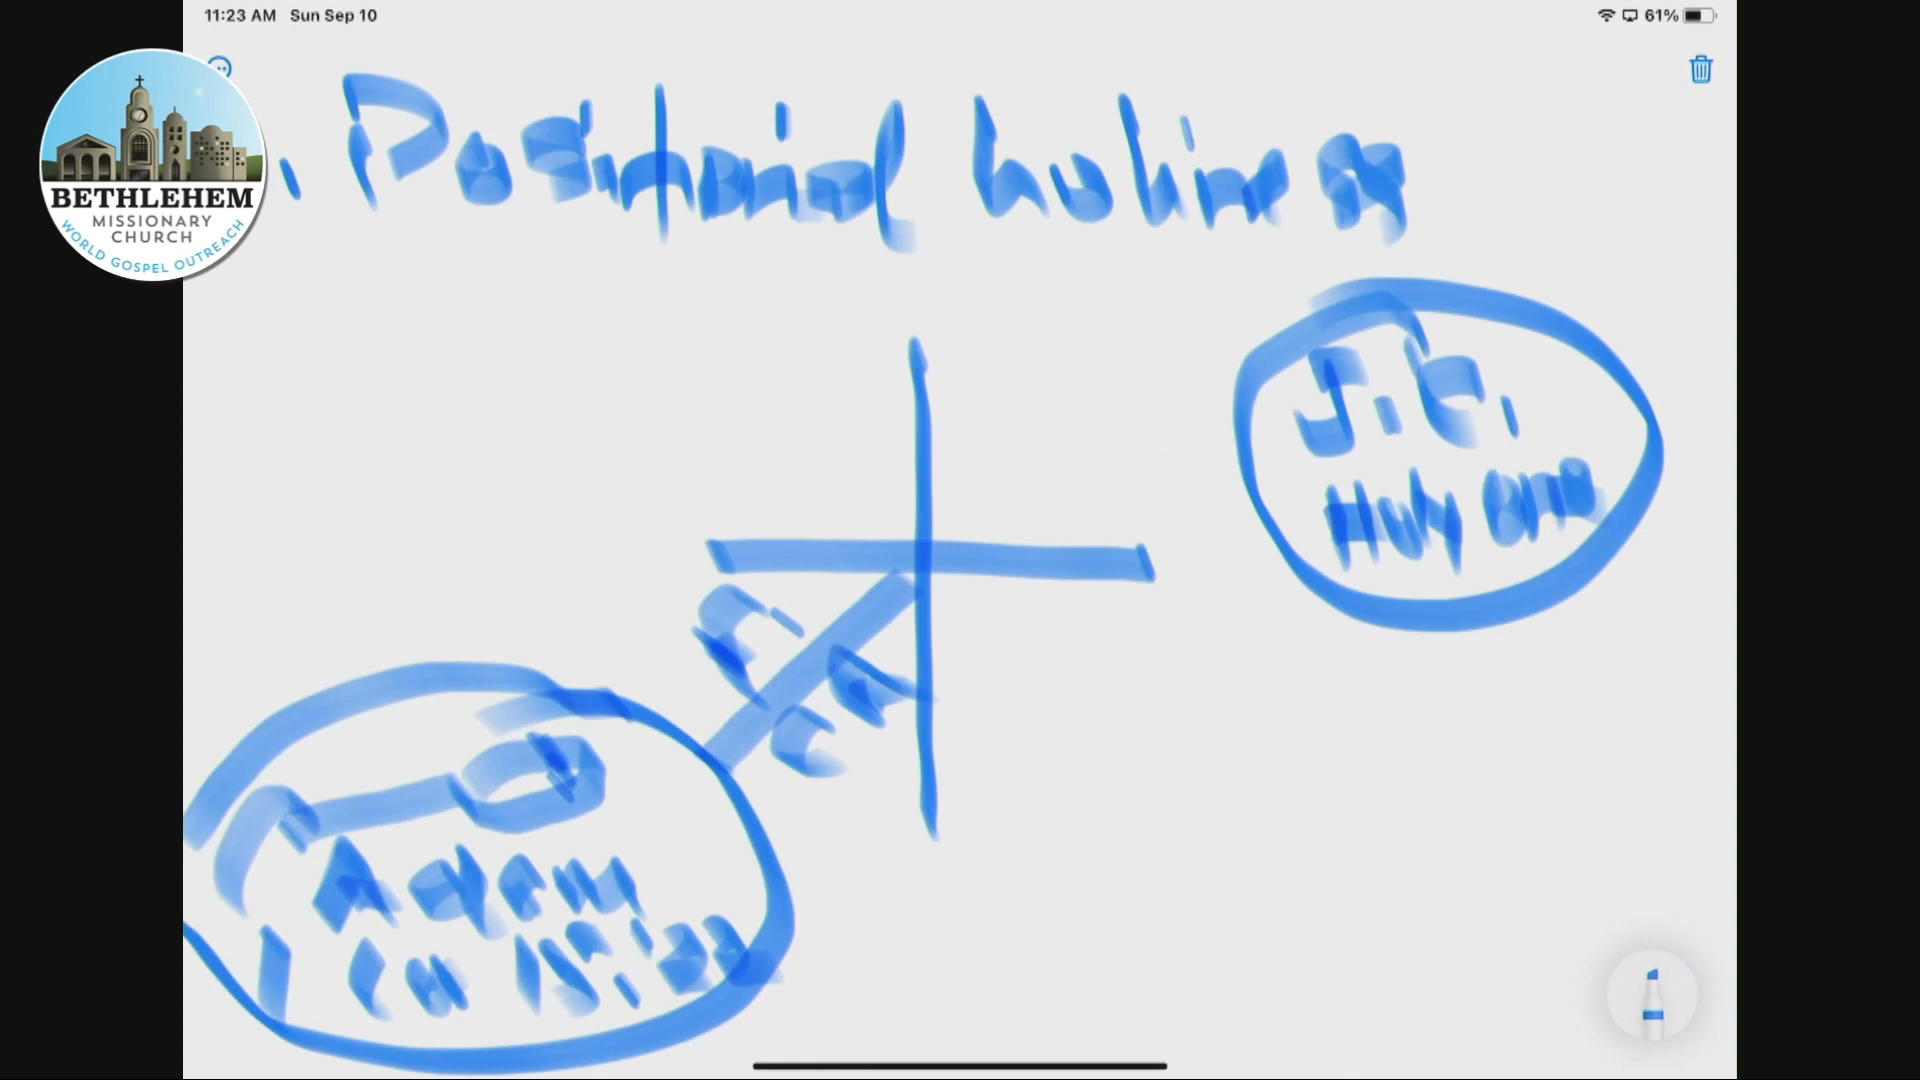 11:23 AM Sun Sep 10
61%
BETHLEHEM
MISSIONARY
CHURCH
WORLD GOSPEL OUTREACH
Positional holiness
J.C.
Holy one
Adam
1 Co 15:22